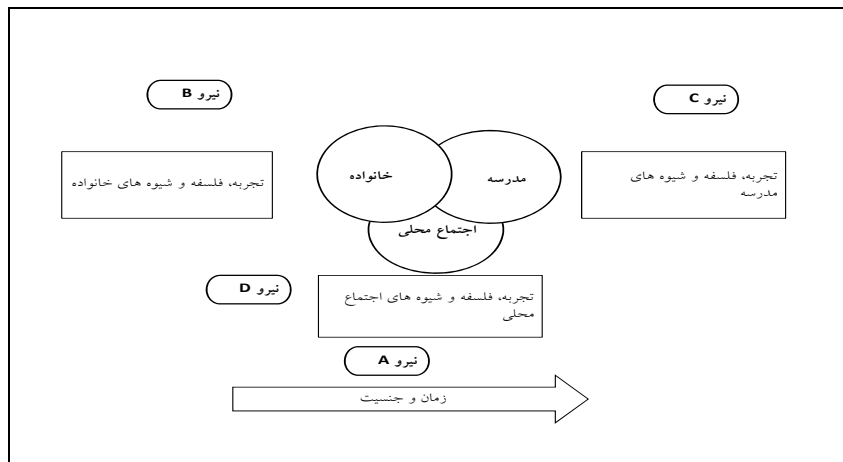 نیرو B
نیرو C
تجربه، فلسفه و شیوه های خانواده
خانواده
مدرسه
تجربه، فلسفه و شیوه های
مدرسه
اجتماع محلی
نیرو D
تجربه، فلسفه و شیوه های اجتماع
محلی
نیرو A
زمان و جنسیت